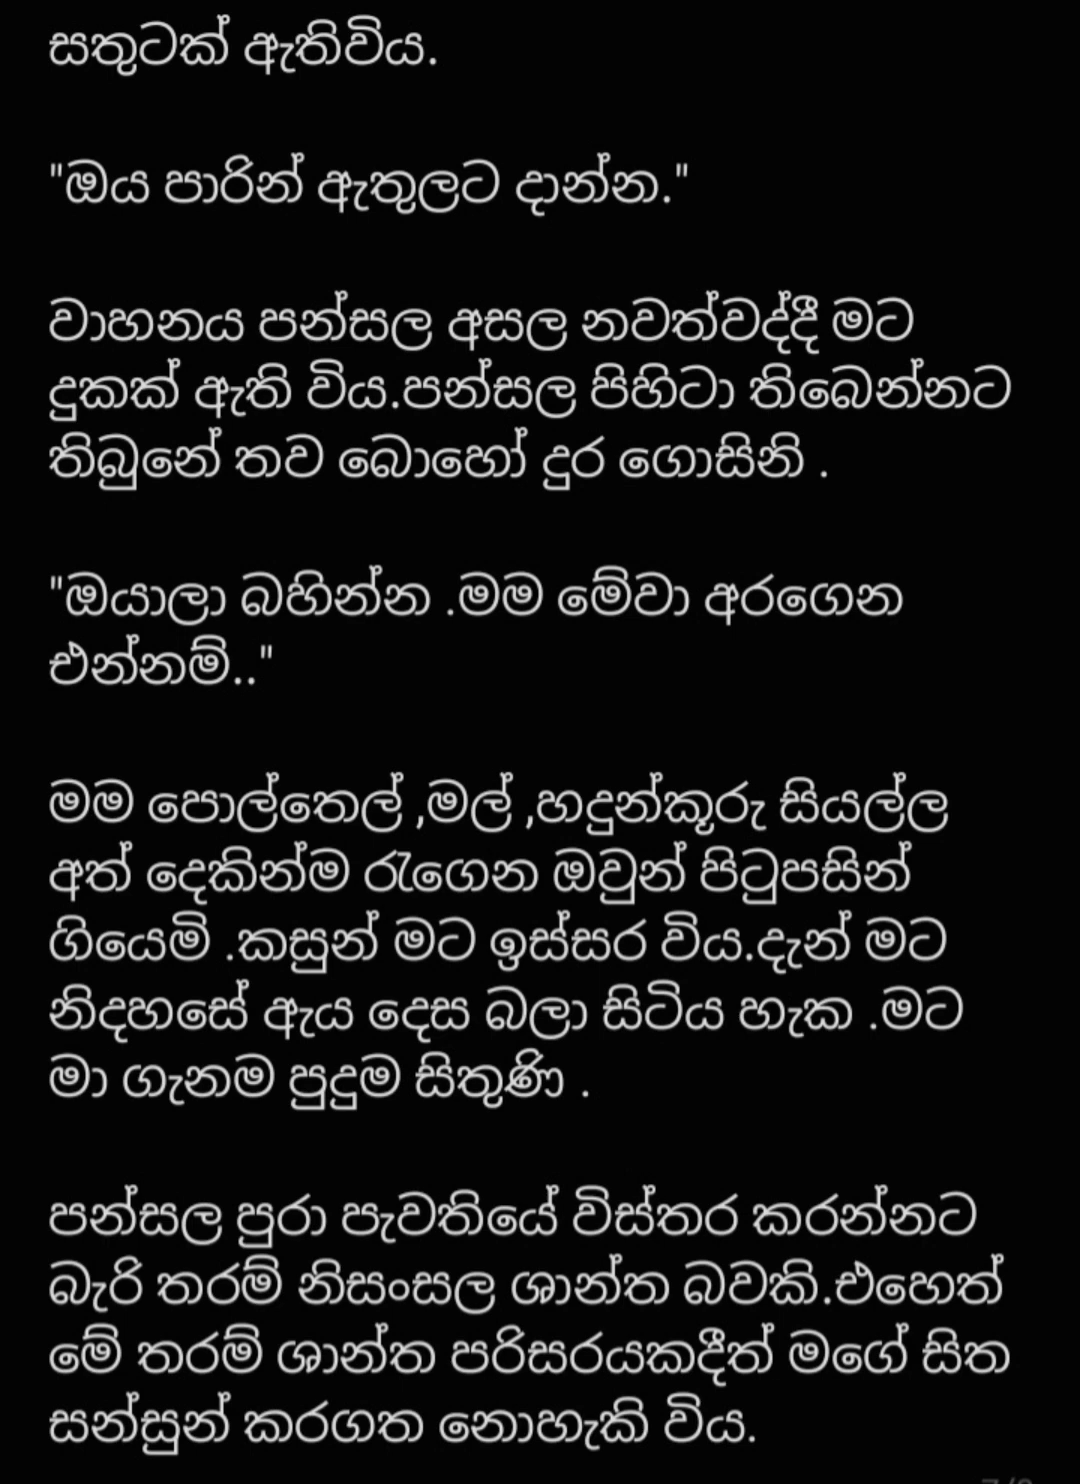 සතුටක් ඇතිවිය.
"ඔය පාරින් ඇතුලට දාන්න."
වාහනය පන්සල අසල නවත්වද්දී මට
දුකක් ඇති විය.පන්සල පිහිටා තිබෙන්නට
තිබුනේ තව බොහෝ දුර ගොසිනි .
"ඔයාලා බහින්න .මම මේවා අරගෙන
එන්නම්.."
මම පොල්තෙල් ,මල් ,හදුන්කූරු සියල්ල
අත් දෙකින්ම රැගෙන ඔවුන් පිටුපසින්
ගියෙමි .කසුන් මට ඉස්සර විය.දැන් මට
නිදහසේ ඇය දෙස බලා සිටිය හැක .මට
මා ගැනම පුදුම සිතුණි .
පන්සල පුරා පැවතියේ විස්තර කරන්නට
බැරි තරම් නිසංසල ශාන්ත බවකි.එහෙත්
මේ තරම් ශාන්ත පරිසරයකදීත් මගේ සිත
සන්සුන් කරගත නොහැකි විය.